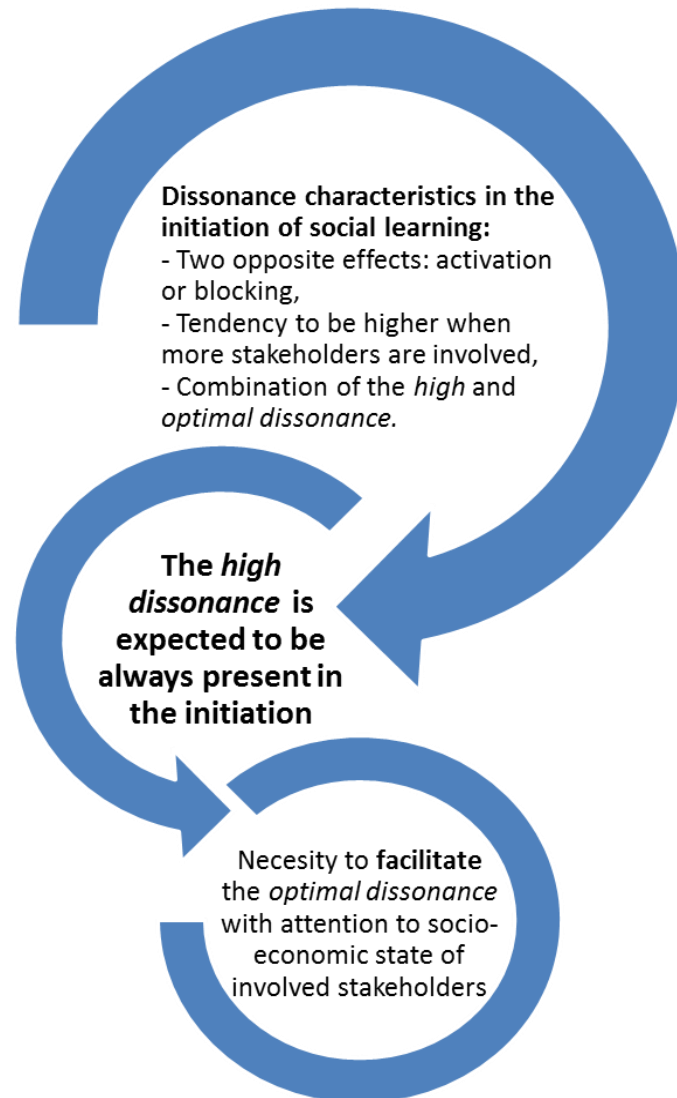 Dissonance characteristics in the
initiation of social learning:
- Two opposite effects: activation
or blocking,
- Tendency to be higher when
more stakeholders are involved,
- Combination of the high and
optimal dissonance.
The high
dissonance is
expected to be
always present in
the initiation
Necesity to facilitate
the optimal dissonance
with attention to socio-
economic state of
involved stakeholders